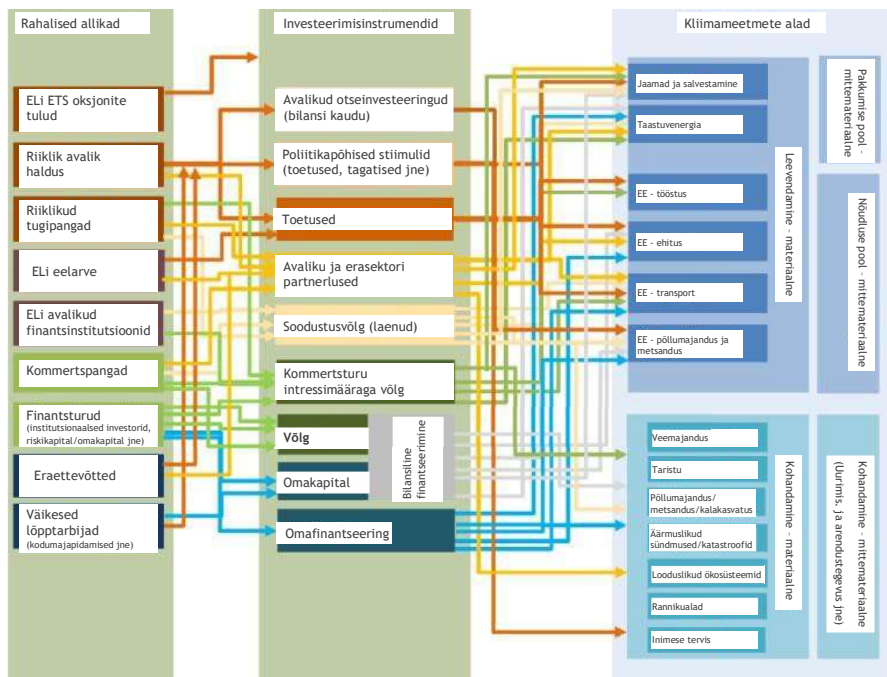 Rahalised allikad
Investeerimisinstrumendid
Kliimameetmete alad
ELi ETS oksjonite
tulud
Riiklik avalik
haldus
Riiklikud
tugipangad
ELi eelarve
ELi avalikud
finantsinstitutsioonid
Kommertspangad
Finantsturud
(institutsionaalsed investorid,
riskikapital/omakapital jne)
Eraettevõtted
Väikesed
lõpptarbijad
(kodumajapidamised jne)
Avalikud otseinvesteeringud
(bilansi kaudu)
Poliitikapõhised stiimulid
(toetused, tagatised jne)
Toetused
Avaliku ja erasektori
partnerlused
Soodustusvõlg (laenud)
Kommertsturu
intressimääraga võlg
Võlg
Omakapital
Bilansiline
finantseerimine
Omafinantseering
Jaamad ja salvestamine
Taastuvenergia
EE - tööstus
EE - ehitus
EE - transport
EE - põllumajandus ja
metsandus
Leevendamine - materiaalne
Pakkumise pool -
mittemateriaalne
Nõudluse pool - mittemateriaalne
Veemajandus
Taristu
Põllumajandus/
metsandus/kalakasvatus
Äärmuslikud
sündmused/katastroofid
Looduslikud ökosüsteemid
Rannikualad
Inimese tervis
Kohandamine - materiaalne
Kohandamine - mittemateriaalne
(Uurimis. ja arendustegevus jne)